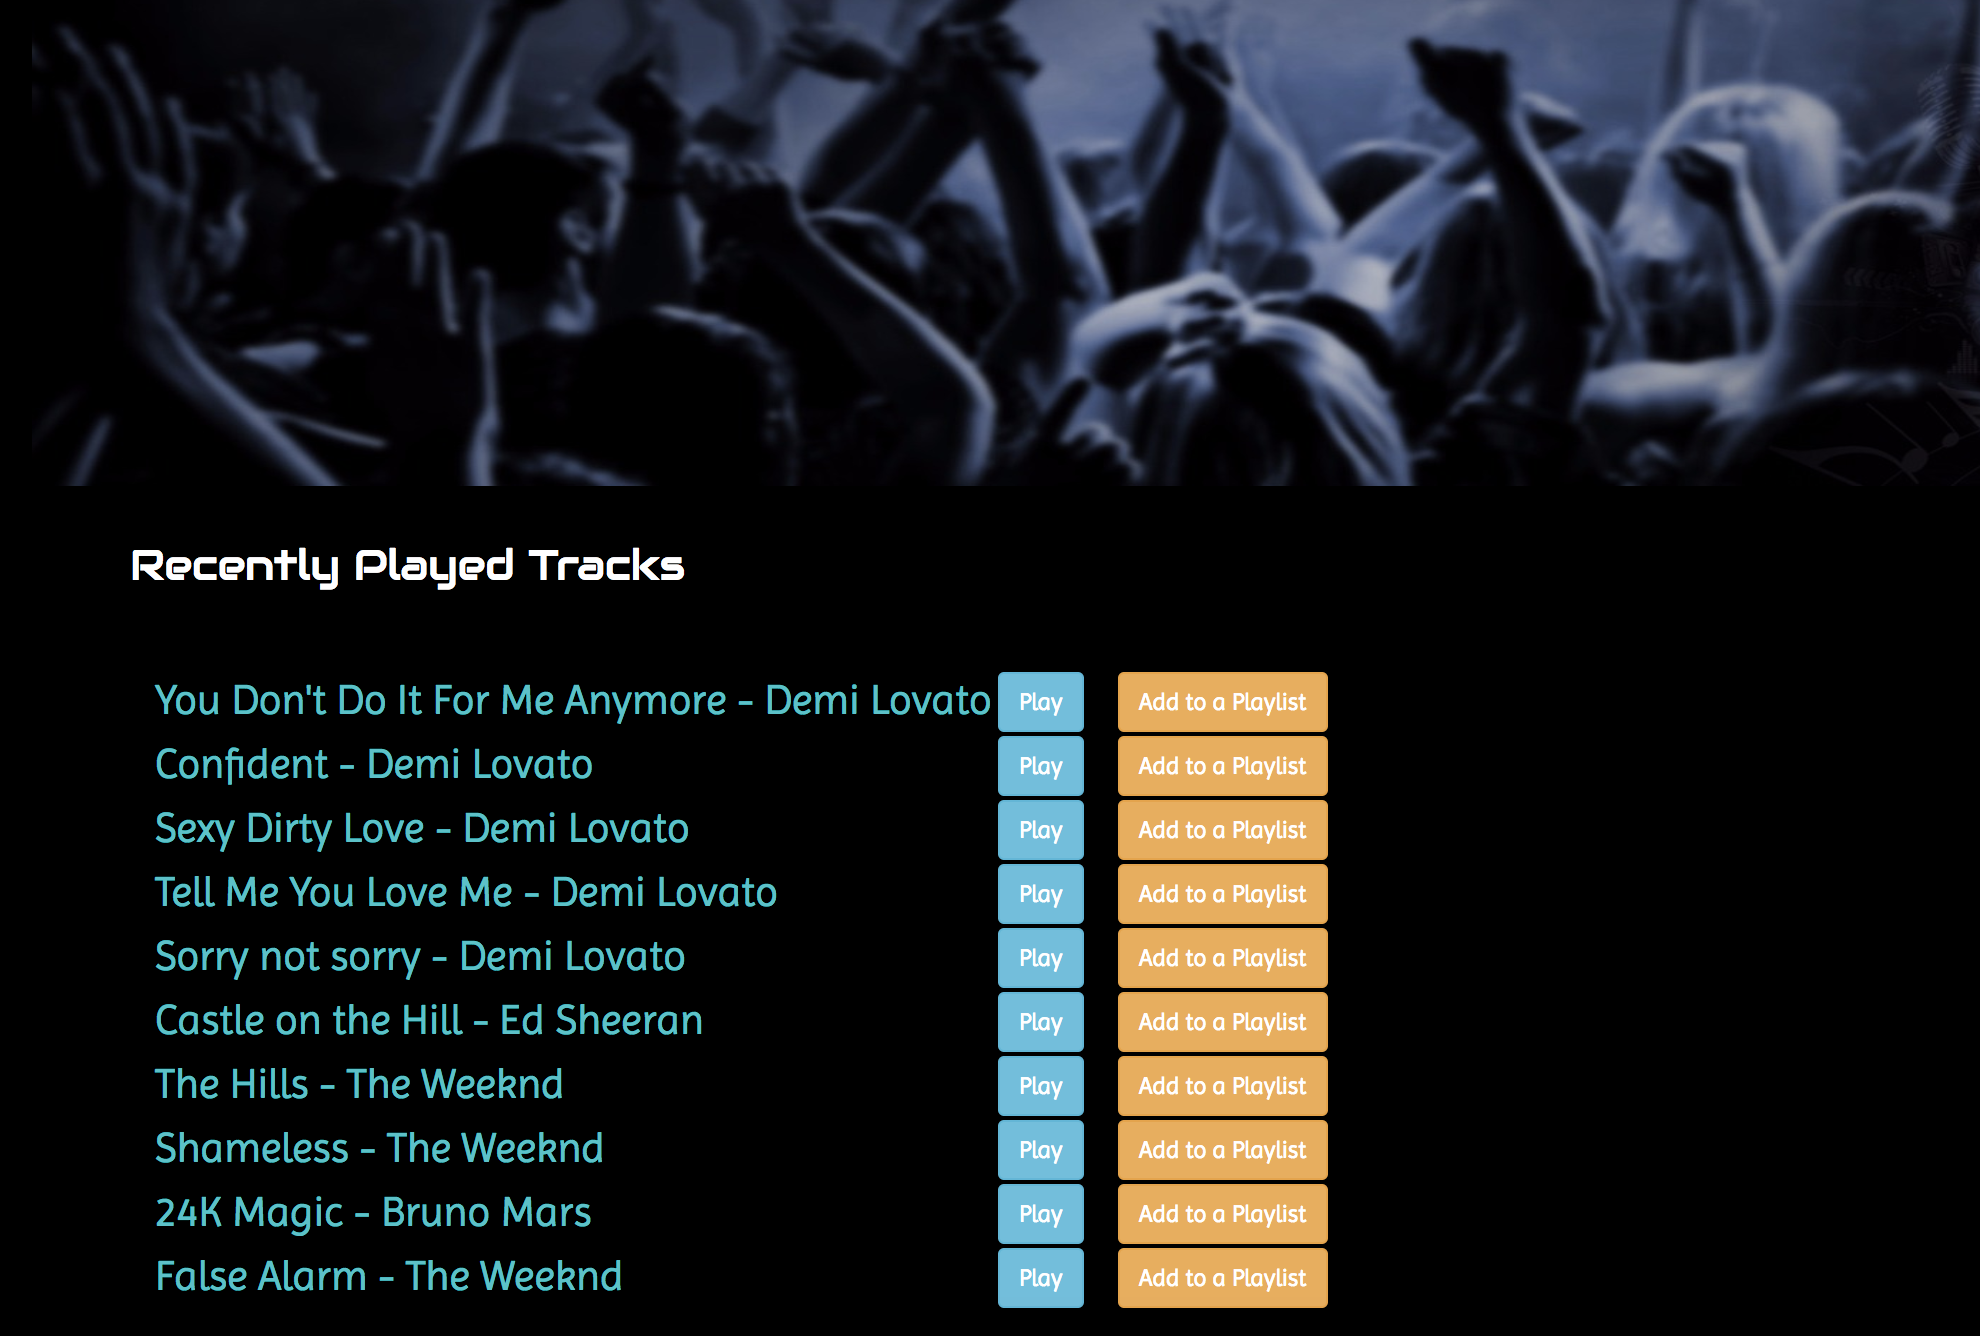 Recently Played Tracks
You Don't Do It For Me Anymore - Demi Lovato Play Add to a Playlist
Confident - Demi Lovato Play Add to a Playlist
Sexy Dirty Love - Demi Lovato Play Add to a Playlist
Tell Me You Love Me - Demi Lovato Play Add to a Playlist
Sorry not sorry - Demi Lovato Play Add to a Playlist
Castle on the Hill - Ed Sheeran Play Add to a Playlist
The Hills - The Weeknd Play Add to a Playlist
Shameless - The Weeknd Play Add to a Playlist
24K Magic - Bruno Mars Play Add to a Playlist
False Alarm - The Weeknd Play Add to a Playlist